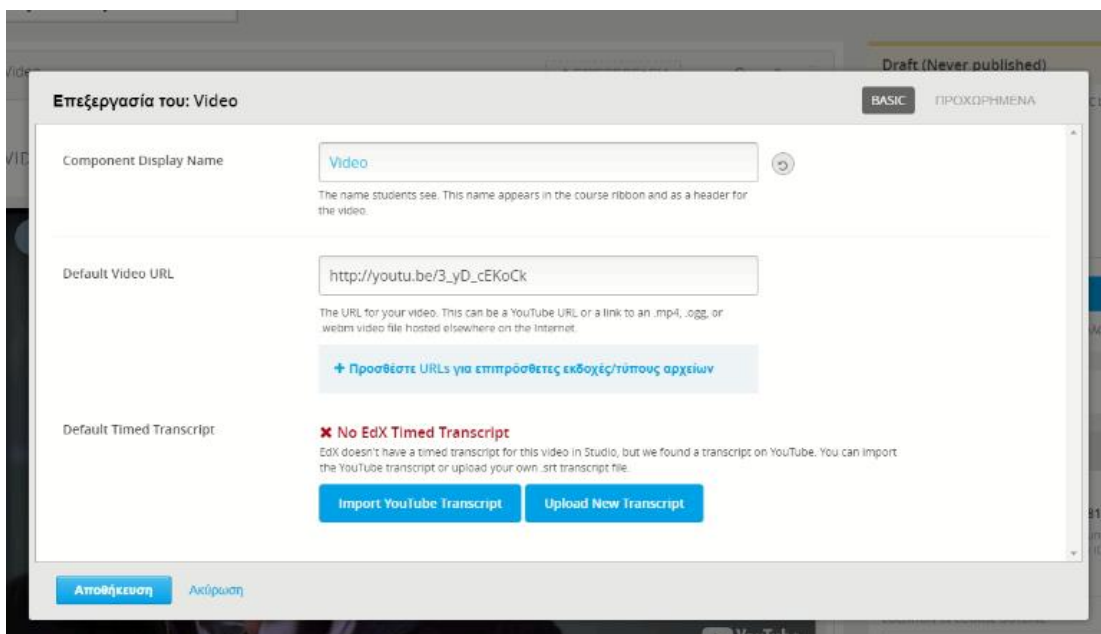 Draft (Never published)
Επεξεργασία του: Video
BASIC
ΠΡΟΧΩΡΗΜΕΝΑ
Component Display Name
Video
The name students see. This name appears in the course ribbon and as a header for
the video.
Default Video URL
http://youtu.be/3_yD_cEKoCk
The URL for your video. This can be a YouTube URL or a link to an .mp4, .ogg, or
.webm video file hosted elsewhere on the Internet.
+ Προσθέστε URLs για επιπρόσθετες εκδοχές/τύπους αρχείων
Default Timed Transcript
✖ No EdX Timed Transcript
EdX doesn't have a timed transcript for this video in Studio, but we found a transcript on YouTube. You can import
the YouTube transcript or upload your own .srt transcript file.
Import YouTube Transcript
Upload New Transcript
Αποθήκευση
Ακύρωση